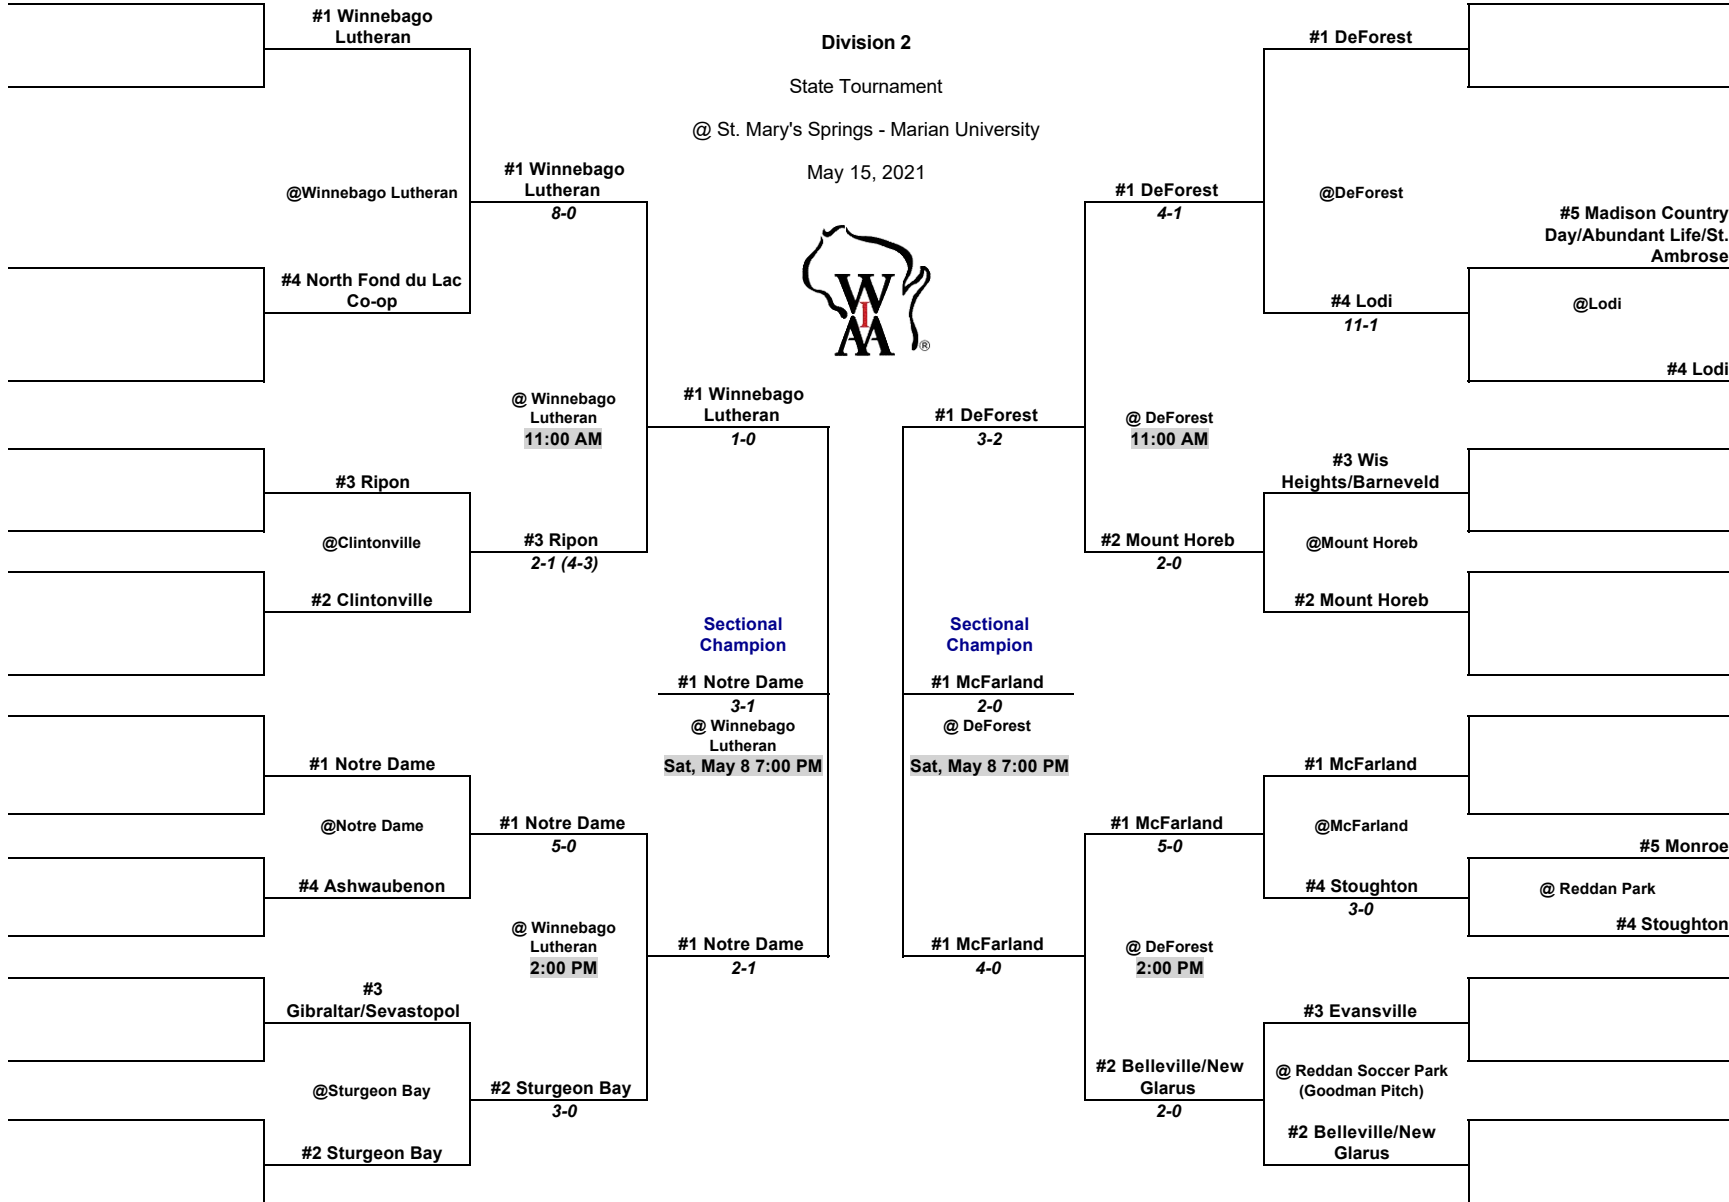 #1 Winnebago
Lutheran
@Winnebago Lutheran
#4 North Fond du Lac
Co-op
#3 Ripon
@Clintonville
#2 Clintonville
#1 Notre Dame
@Notre Dame
#4 Ashwaubenon
#3
Gibraltar/Sevastopol
@Sturgeon Bay
#2 Sturgeon Bay
#1 Winnebago
Lutheran
8-0
@ Winnebago
Lutheran
11:00 AM
#3 Ripon
2-1 (4-3)
#1 Notre Dame
5-0
@ Winnebago
Lutheran
2:00 PM
#2 Sturgeon Bay
3-0
#1 Winnebago
Lutheran
1-0
Sectional
Champion
#1 Notre Dame
3-1
@ Winnebago
Lutheran
Sat, May 8 7:00 PM
#1 Notre Dame
2-1
Division 2
State Tournament
@ St. Mary's Springs - Marian University
May 15, 2021
W
I
AA
®
#1 DeForest
3-2
Sectional
Champion
#1 McFarland
2-0
@ DeForest
Sat, May 8 7:00 PM
#1 McFarland
4-0
#1 DeForest
4-1
@ DeForest
11:00 AM
#2 Mount Horeb
2-0
#1 McFarland
5-0
@ DeForest
2:00 PM
#2 Belleville/New
Glarus
2-0
#1 DeForest
@DeForest
#4 Lodi
11-1
#3 Wis
Heights/Barneveld
@Mount Horeb
#2 Mount Horeb
#1 McFarland
@McFarland
#4 Stoughton
3-0
#3 Evansville
@ Reddan Soccer Park
(Goodman Pitch)
#2 Belleville/New
Glarus
#5 Madison Country
Day/Abundant Life/St.
Ambrose
@Lodi
#4 Lodi
#5 Monroe
@ Reddan Park
#4 Stoughton